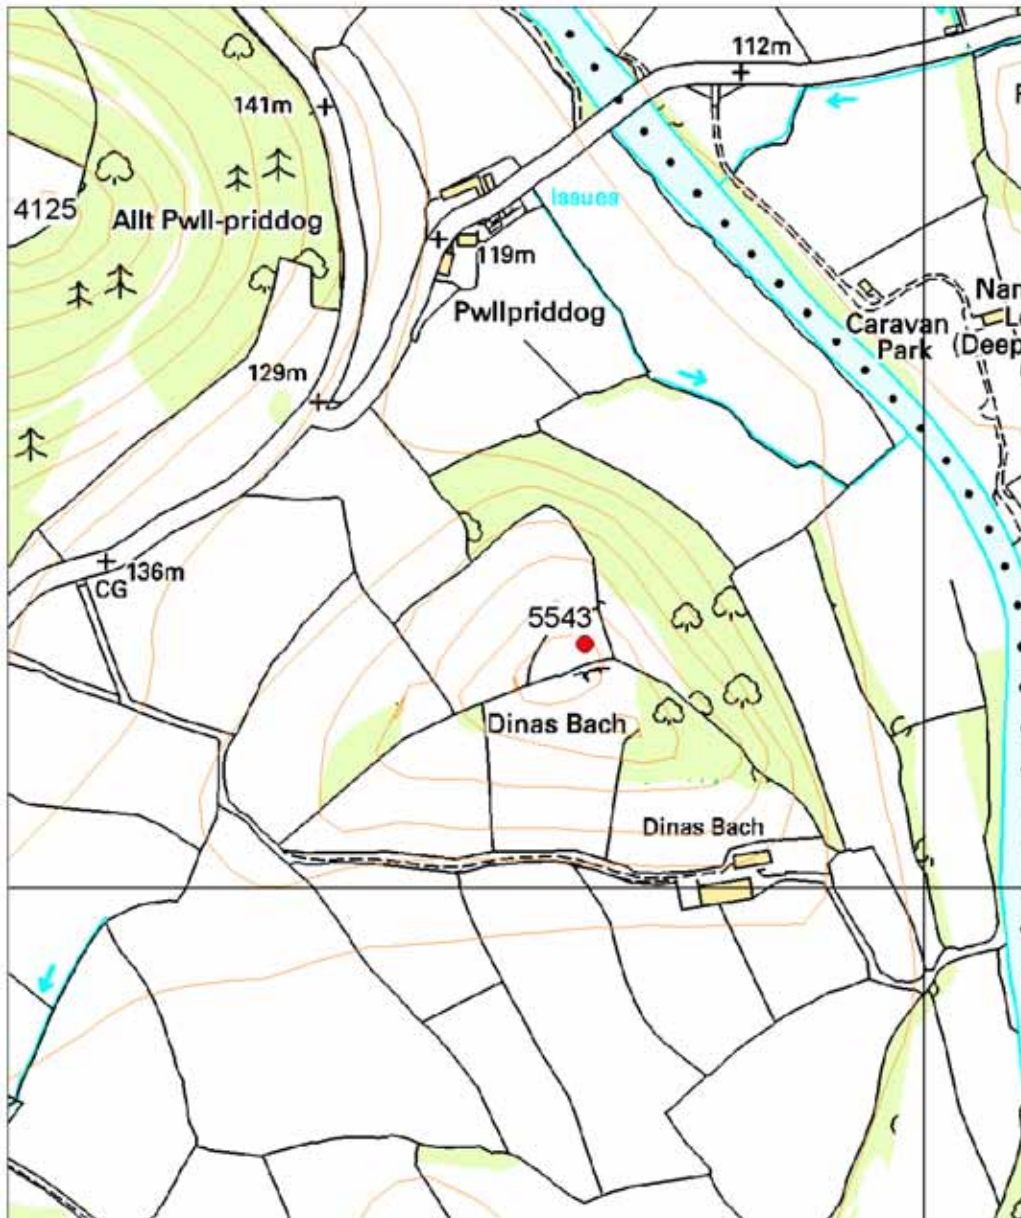 112m
141m
4125
Allt Pwll-priddog
Issues
119m
Pwllpriddog
Caravan
Park
(Deep
129m
136m
CG
5543
Dinas Bach
Dinas Bach